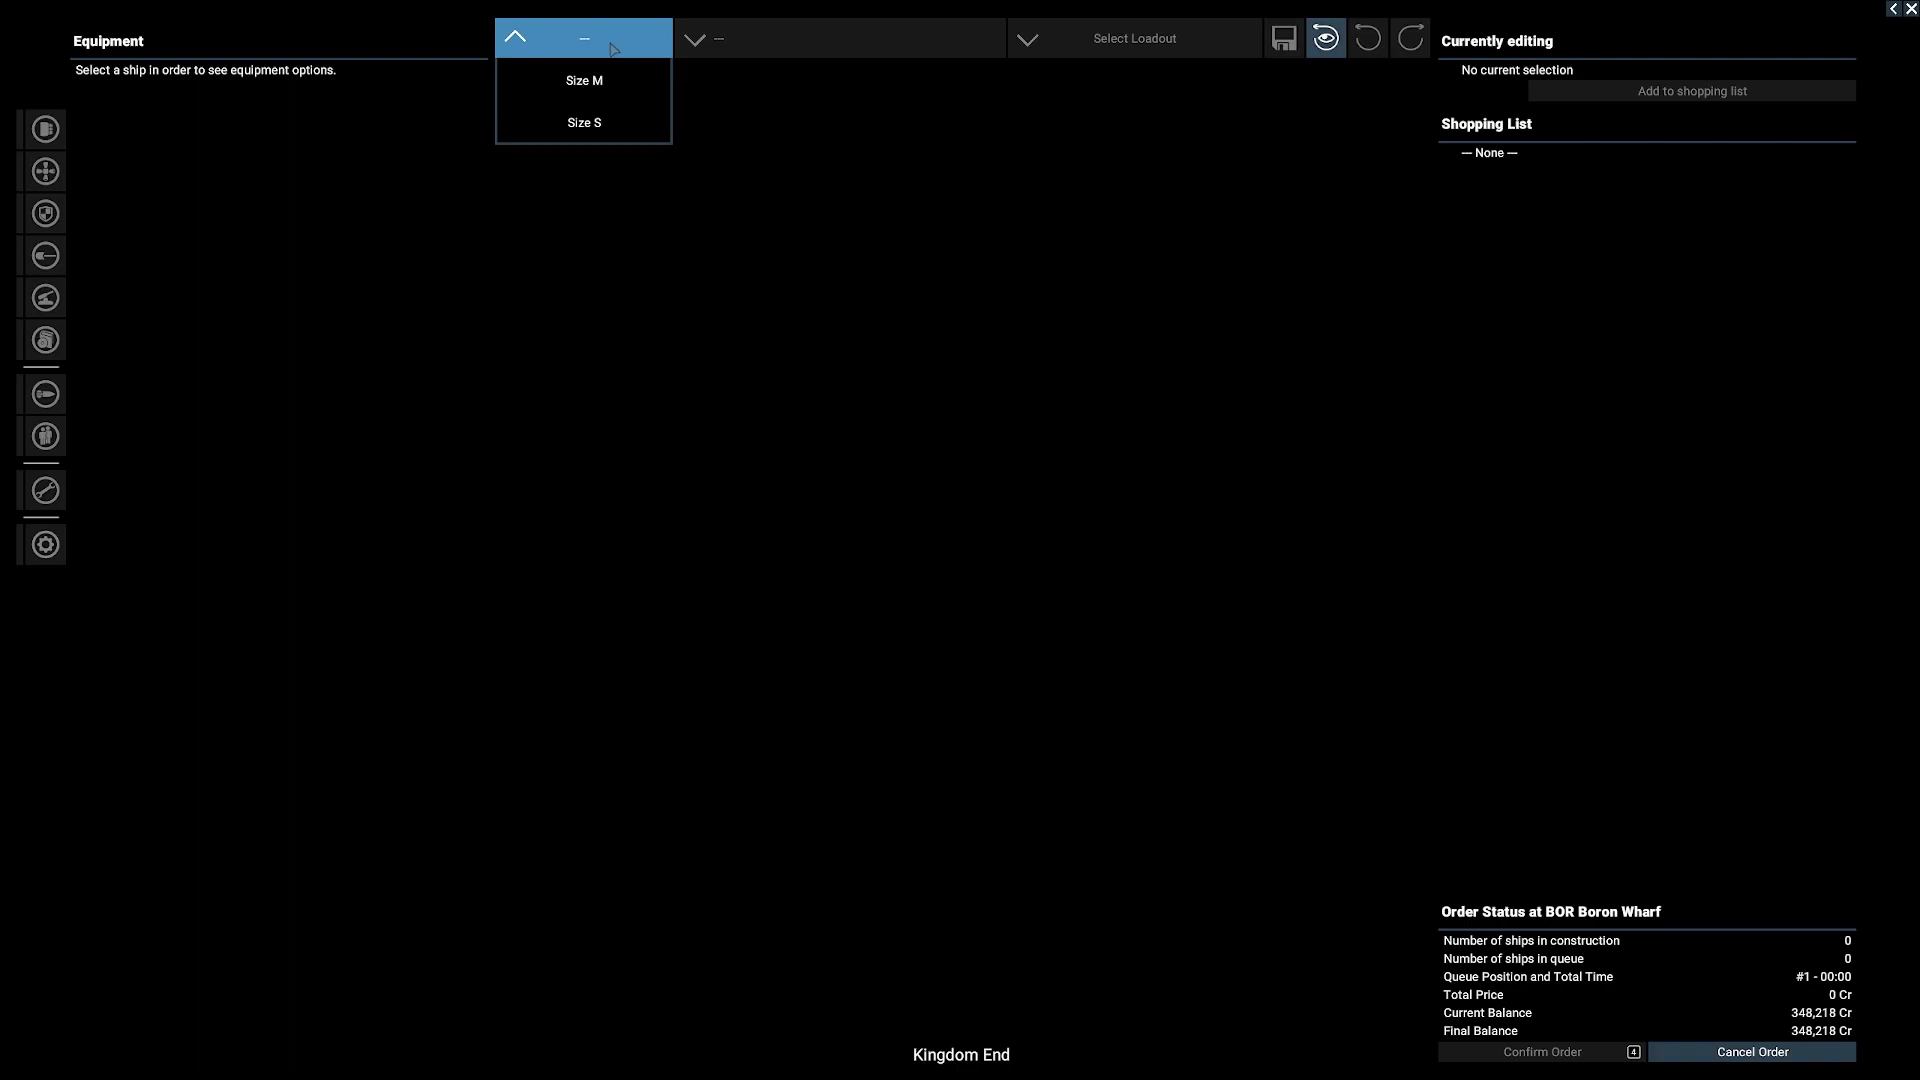 Equipment
Select a ship in order to see equipment options.
—
Size M
Size S
—
Select Loadout
Currently editing
No current selection
Add to shopping list
Shopping List
— None —
Order Status at BOR Boron Wharf
Number of ships in construction 0
Number of ships in queue 0
Queue Position and Total Time #1 - 00:00
Total Price 0 Cr
Current Balance 348,218 Cr
Final Balance 348,218 Cr
Confirm Order 4 Cancel Order
Kingdom End